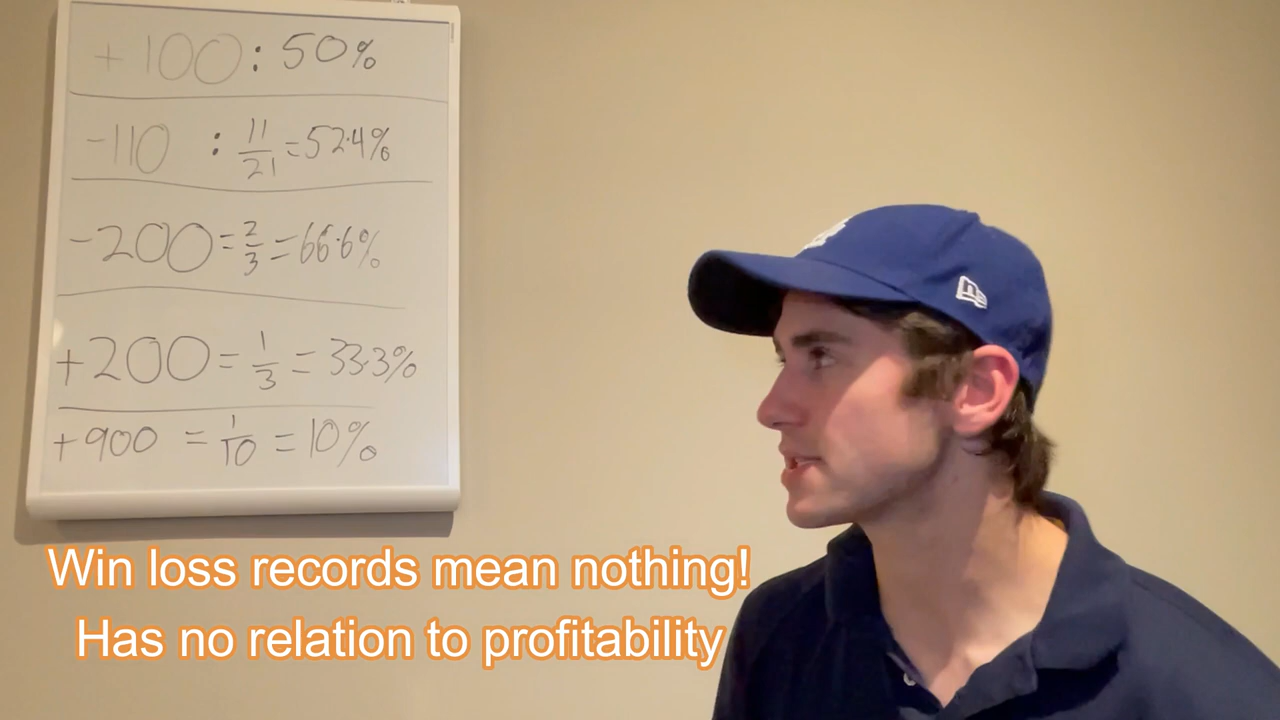 +100 : 50%
-110 : 11/21 = 52.4%
-200 = 2/3 = 66.6%
+200 = 1/3 = 33.3%
+900 = 1/10 = 10%
Win loss records mean nothing!
Has no relation to profitability